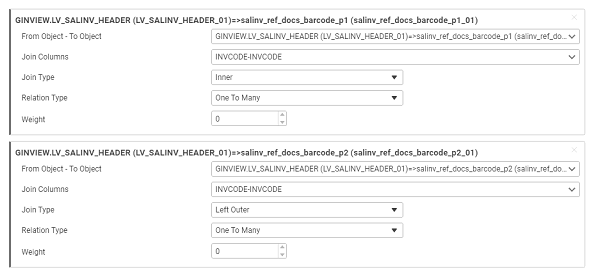 GINVIEW.LV_SALINV_HEADER (LV_SALINV_HEADER_01)=>salinv_ref_docs_barcode_p1 (salinv_ref_docs_barcode_p1_01)
From Object - To Object GINVIEW.LV_SALINV_HEADER (LV_SALINV_HEADER_01)=>salinv_ref_docs_barcode_p1 (salinv_ref_do...
Join Columns INVCODE-INVCODE
Join Type Inner
Relation Type One To Many
Weight 0
GINVIEW.LV_SALINV_HEADER (LV_SALINV_HEADER_01)=>salinv_ref_docs_barcode_p2 (salinv_ref_docs_barcode_p2_01)
From Object - To Object GINVIEW.LV_SALINV_HEADER (LV_SALINV_HEADER_01)=>salinv_ref_docs_barcode_p2 (salinv_ref_do...
Join Columns INVCODE-INVCODE
Join Type Left Outer
Relation Type One To Many
Weight 0